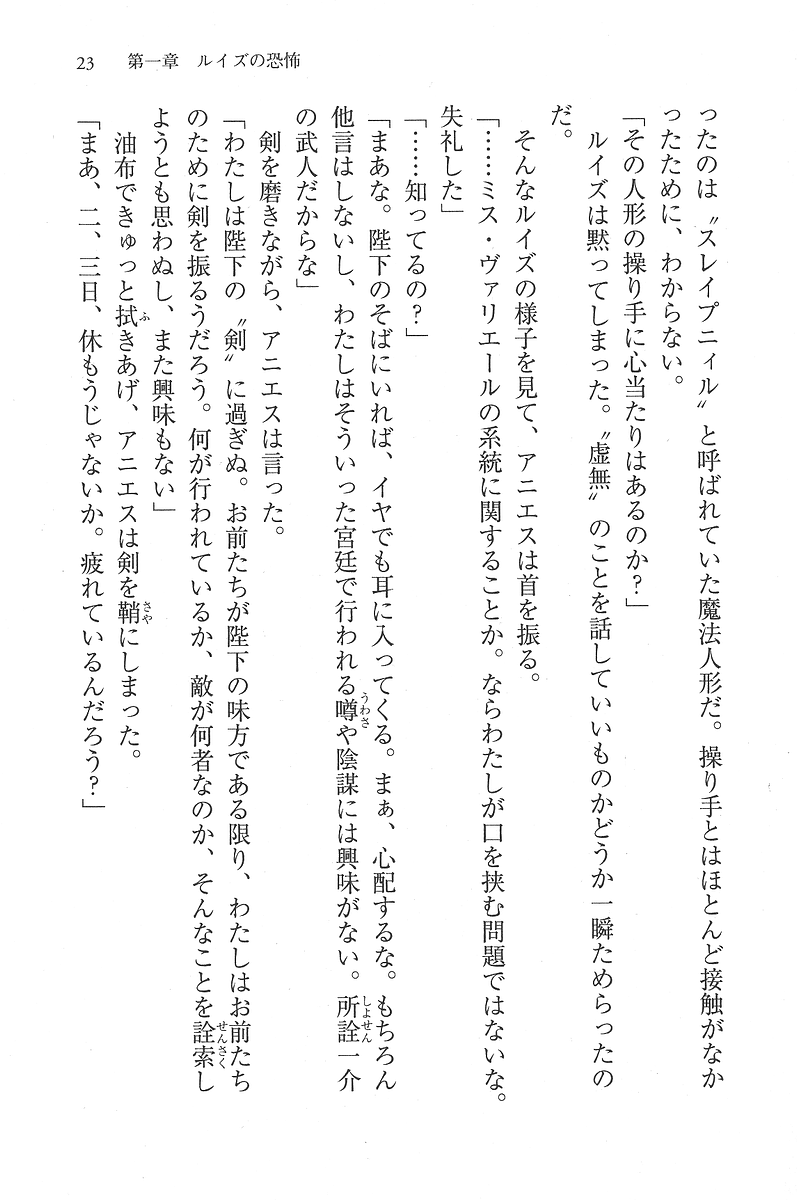 23　第一章　ルイズの恐怖
ったのは〝スレイプニィル〟と呼ばれていた魔法人形だ。操り手とはほとんど接触がなか
ったために、わからない。
「その人形の操り手に心当たりはあるのか？」
　ルイズは黙ってしまった。〝虚無〟のことを話していいものかどうか一瞬ためらったの
だ。
　そんなルイズの様子を見て、アニエスは首を振る。
「……ミス・ヴァリエールの系統に関することか。ならわたしが口を挟む問題ではないな。
失礼した」
「……知ってるの？」
「まあな。陛下のそばにいれば、イヤでも耳に入ってくる。まぁ、心配するな。もちろん
他言はしないし、わたしはそういった宮廷で行われる噂や陰謀には興味がない。所詮一介
の武人だからな」
　剣を磨きながら、アニエスは言った。
「わたしは陛下の〝剣〟に過ぎぬ。お前たちが陛下の味方である限り、わたしはお前たち
のために剣を振るうだろう。何が行われているか、敵が何者なのか、そんなことを詮索し
ようとも思わぬし、また興味もない」
　油布できゅっと拭きあげ、アニエスは剣を鞘にしまった。
「まあ、二、三日、休もうじゃないか。疲れているんだろう？」